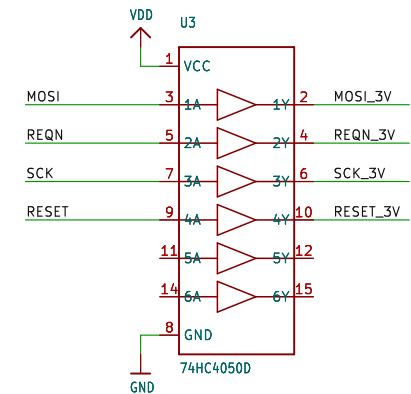 VDD
U3
1 VCC
MOSI 3 1A 1Y 2 MOSI_3V
REQN 5 2A 2Y 4 REQN_3V
SCK 7 3A 3Y 6 SCK_3V
RESET 9 4A 4Y 10 RESET_3V
11 5A 5Y 12
14 6A 6Y 15
8 GND
74HC4050D
GND